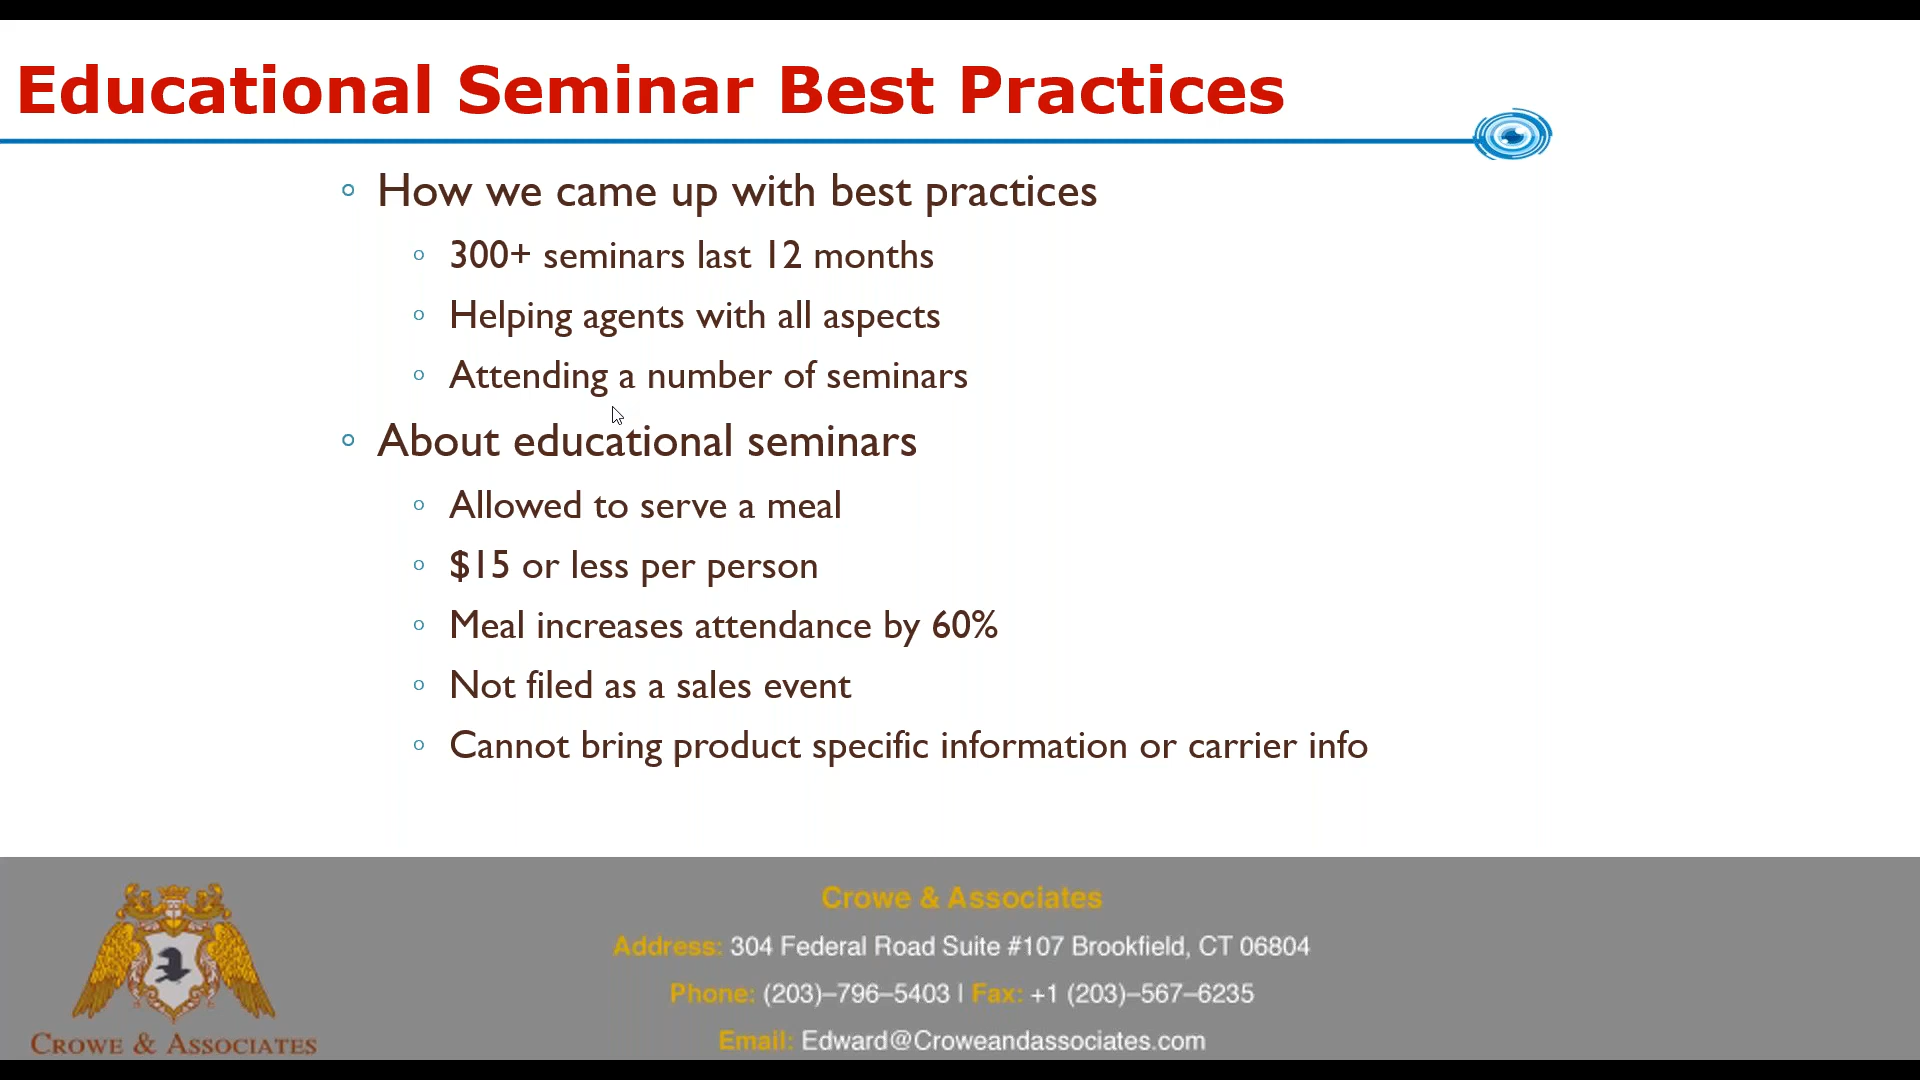 Educational Seminar Best Practices
How we came up with best practices
300+ seminars last 12 months
Helping agents with all aspects
Attending a number of seminars
About educational seminars
Allowed to serve a meal
$15 or less per person
Meal increases attendance by 60%
Not filed as a sales event
Cannot bring product specific information or carrier info
Crowe & Associates
Address: 304 Federal Road Suite #107 Brookfield, CT 06804
Phone: (203)–796–5403 | Fax: +1 (203)–567–6235
Email: Edward@Croweandassociates.com
CROWE & ASSOCIATES